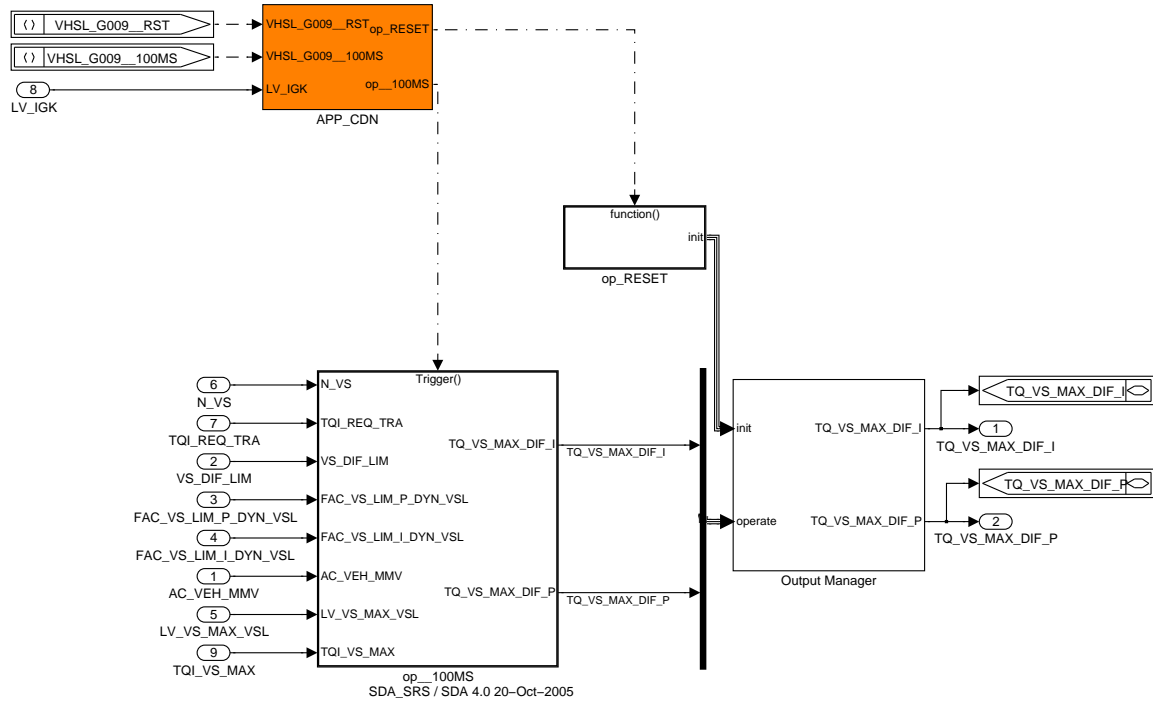 VHSL_G009__RST
VHSL_G009__100MS
8
LV_IGK
VHSL_G009__RST
op_RESET
VHSL_G009__100MS
op__100MS
LV_IGK
APP_CDN
function()
init
op_RESET
Trigger()
6
N_VS
N_VS
7
TQI_REQ_TRA
TQI_REQ_TRA
2
VS_DIF_LIM
VS_DIF_LIM
3
FAC_VS_LIM_P_DYN_VSL
FAC_VS_LIM_P_DYN_VSL
4
FAC_VS_LIM_I_DYN_VSL
FAC_VS_LIM_I_DYN_VSL
1
AC_VEH_MMV
AC_VEH_MMV
5
LV_VS_MAX_VSL
LV_VS_MAX_VSL
9
TQI_VS_MAX
TQI_VS_MAX
TQ_VS_MAX_DIF_I
TQ_VS_MAX_DIF_I
TQ_VS_MAX_DIF_P
TQ_VS_MAX_DIF_P
op__100MS
SDA_SRS / SDA 4.0 20–Oct–2005
init
operate
TQ_VS_MAX_DIF_I
TQ_VS_MAX_DIF_P
Output Manager
TQ_VS_MAX_DIF_I
1
TQ_VS_MAX_DIF_I
TQ_VS_MAX_DIF_P
2
TQ_VS_MAX_DIF_P